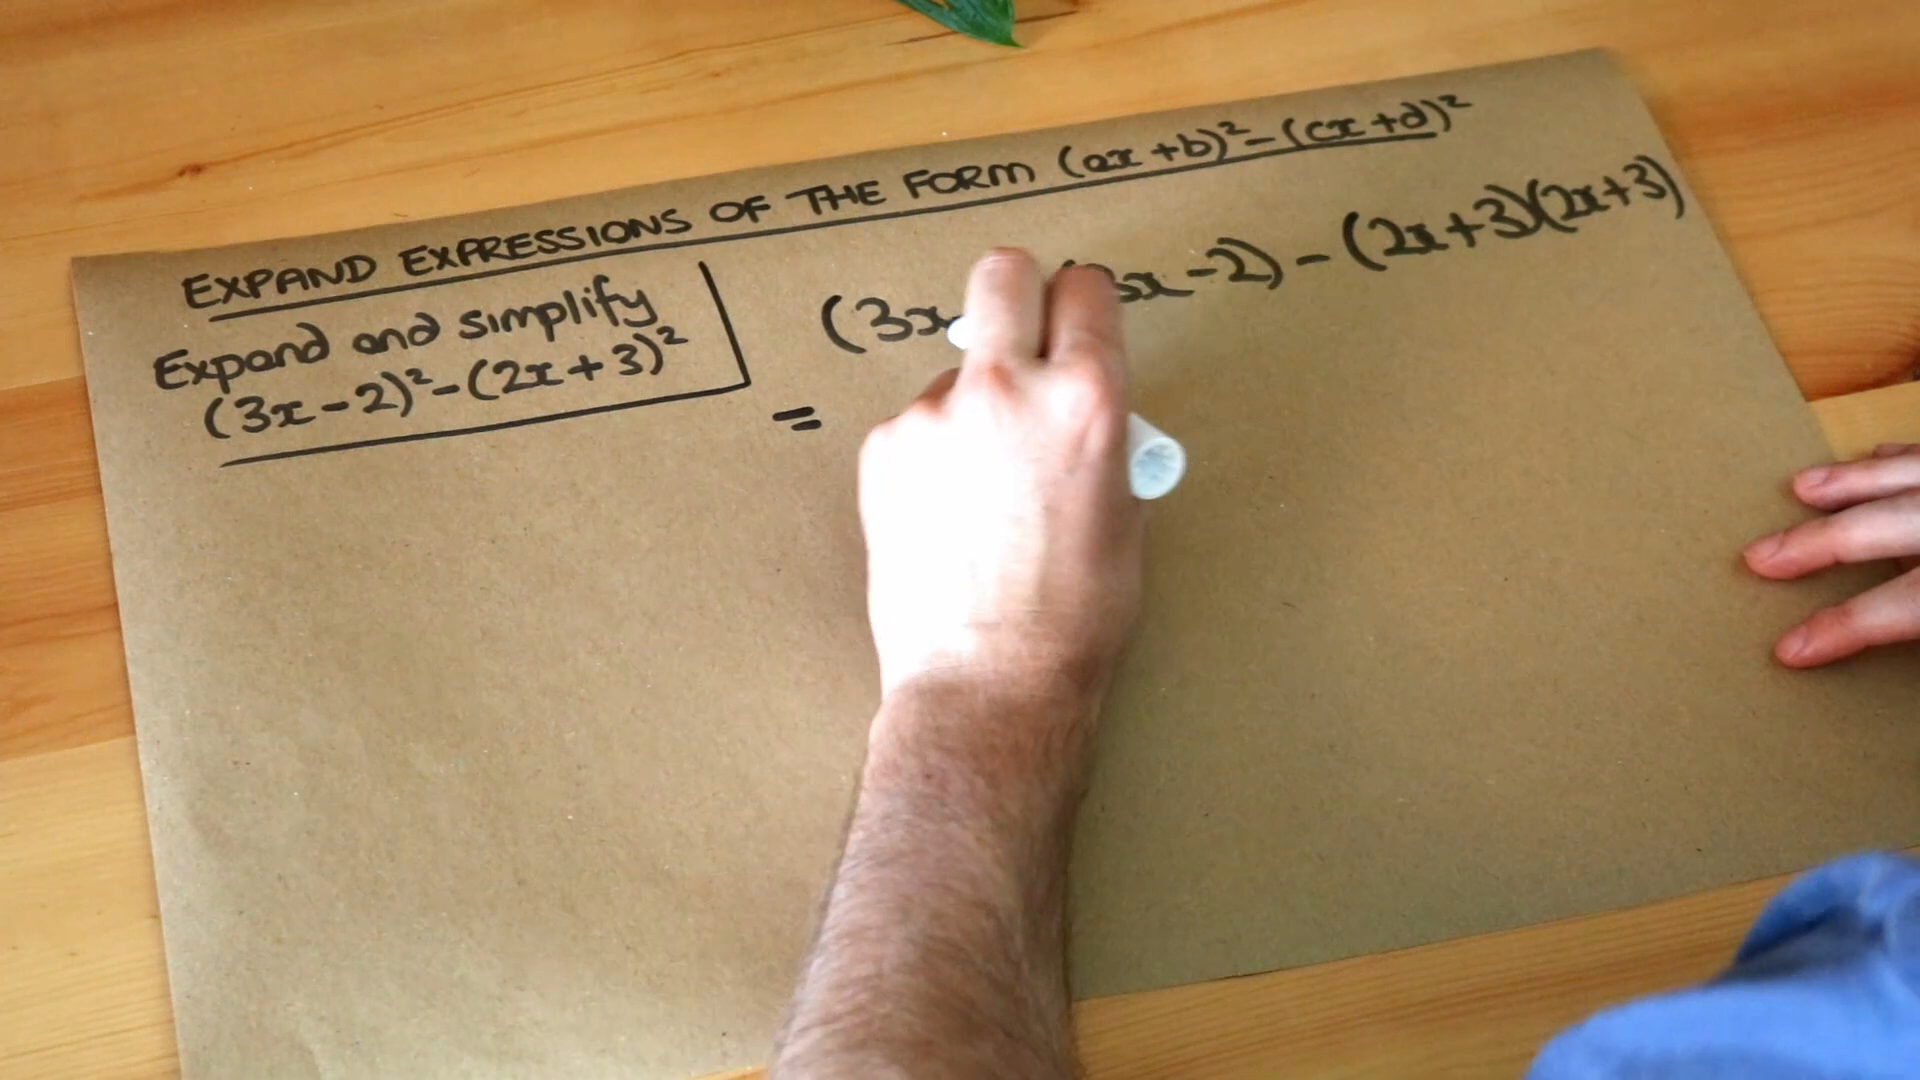 EXPAND EXPRESSIONS OF THE FORM (ax+b)²-(cx+d)²
Expand and simplify
(3x-2)²-(2x+3)²
(3x 3x-2)-(2x+3)(2x+3)
=